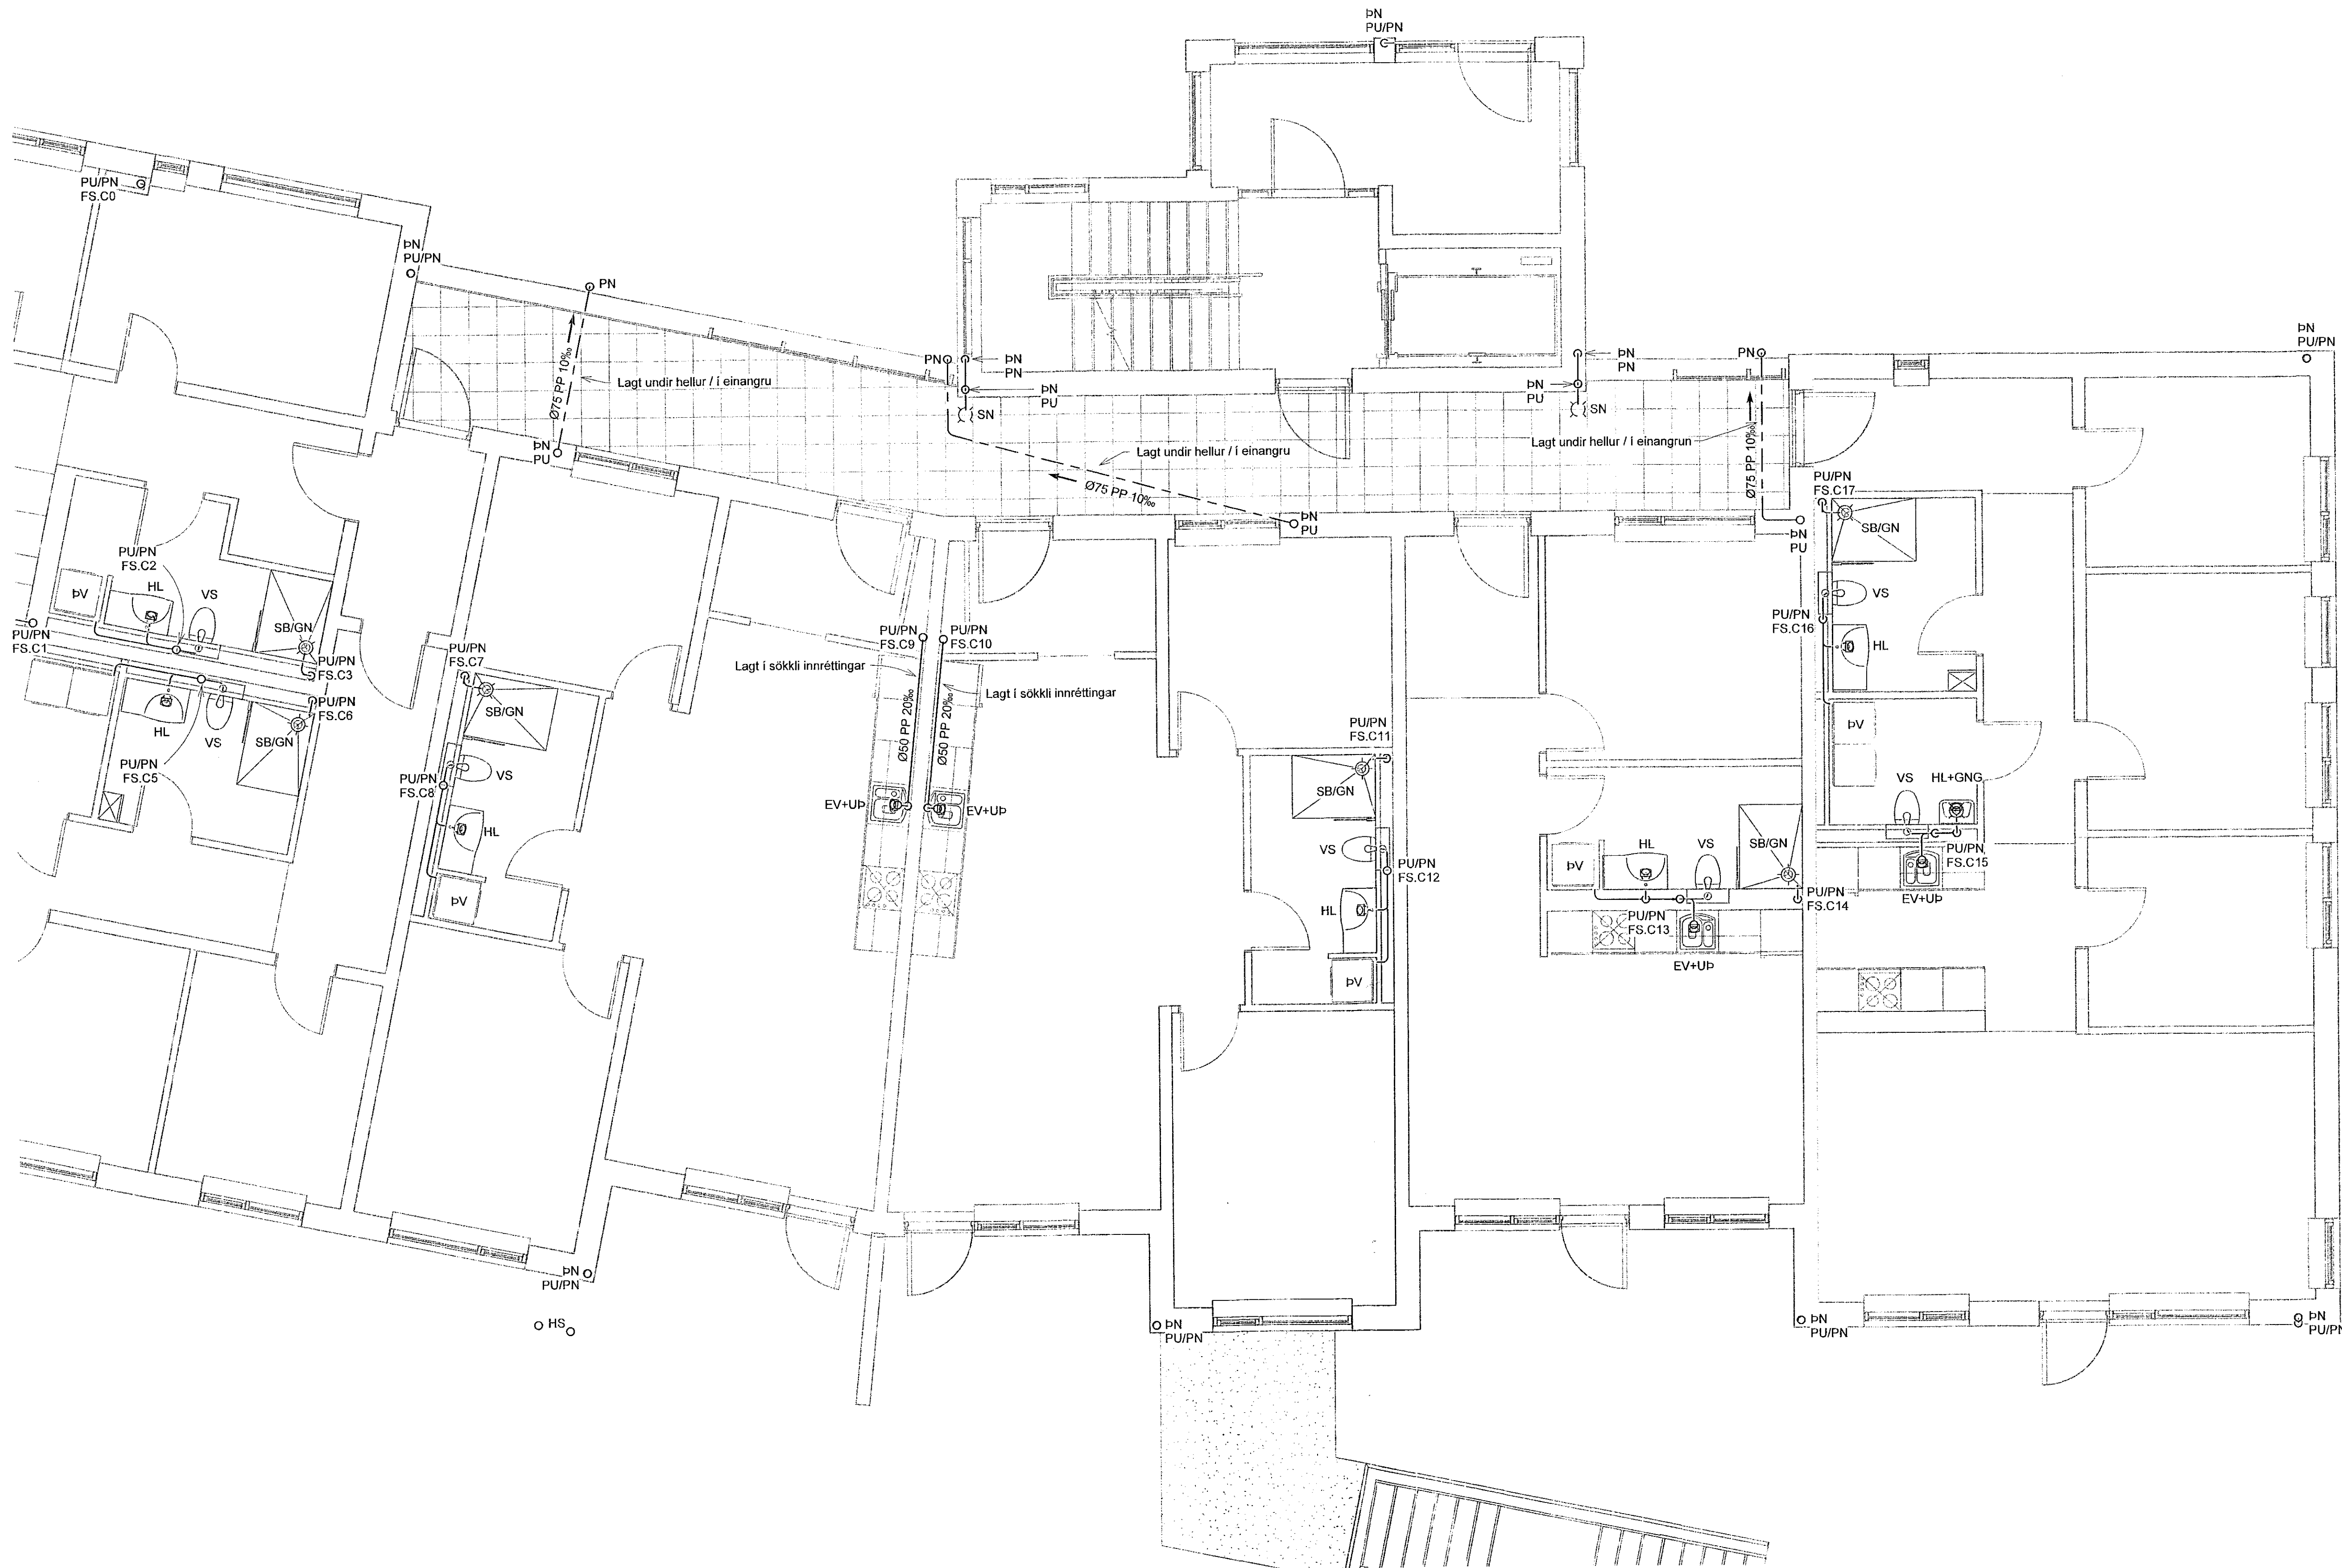 ÞN
PU/PN
PU/PN
FS.C0
ÞN
PU/PN
PN
Ø75 PP 10‰
Lagt undir hellur / í einangru
ÞN
PU
PN
ÞN
PN
ÞN
PU
SN
ÞN
PN
ÞN
PU
SN
PN
ÞN
PU/PN
Lagt undir hellur / í einangru
Ø75 PP 10‰
ÞN
PU
Lagt undir hellur / í einangrun
Ø75 PP 10‰
ÞN
PU
PU/PN
FS.C17
SB/GN
VS
PU/PN
FS.C16
HL
ÞV
VS
HL+GNG
PU/PN
FS.C15
EV+UÞ
PU/PN
FS.C2
HL
VS
ÞV
SB/GN
PU/PN
FS.C1
PU/PN
FS.C3
PU/PN
FS.C6
HL
VS
SB/GN
PU/PN
FS.C5
PU/PN
FS.C7
SB/GN
VS
PU/PN
FS.C8
HL
ÞV
PU/PN
FS.C9
PU/PN
FS.C10
Lagt í sökkli innréttingar
Lagt í sökkli innréttingar
Ø50 PP 20‰
Ø50 PP 20‰
EV+UÞ
EV+UÞ
PU/PN
FS.C11
SB/GN
VS
PU/PN
FS.C12
HL
ÞV
ÞV
HL
VS
SB/GN
PU/PN
FS.C13
PU/PN
FS.C14
EV+UÞ
ÞN
PU/PN
HS
ÞN
PU/PN
ÞN
PU/PN
ÞN
PU/PN